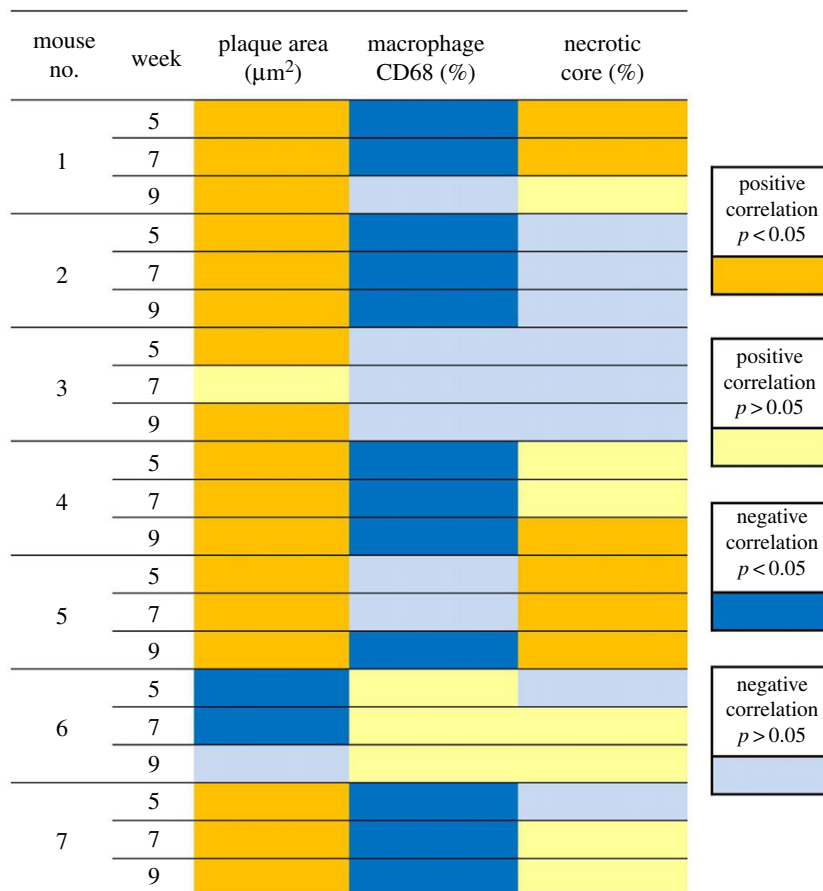 mouse no. week plaque area (μm²) macrophage CD68 (%) necrotic core (%)
1 5
7
9
2 5
7
9
3 5
7
9
4 5
7
9
5 5
7
9
6 5
7
9
7 5
7
9
positive
correlation
p < 0.05
positive
correlation
p > 0.05
negative
correlation
p < 0.05
negative
correlation
p > 0.05